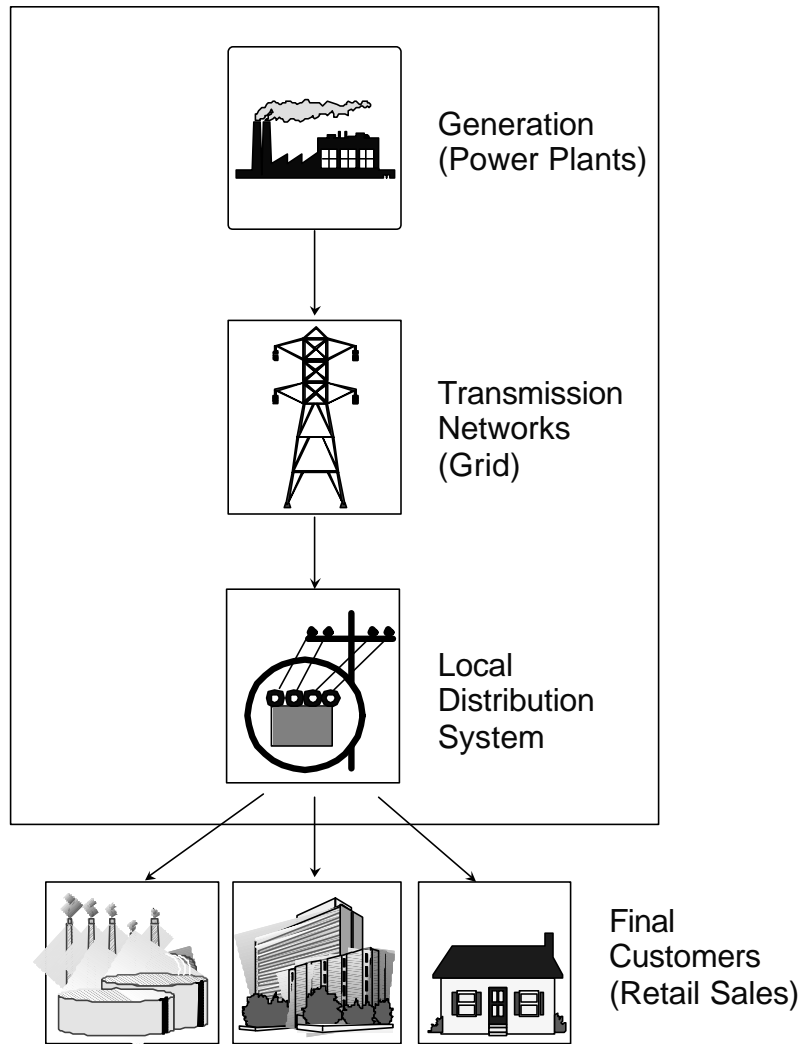 Generation
(Power Plants)
Transmission
Networks
(Grid)
Local
Distribution
System
Final
Customers
(Retail Sales)